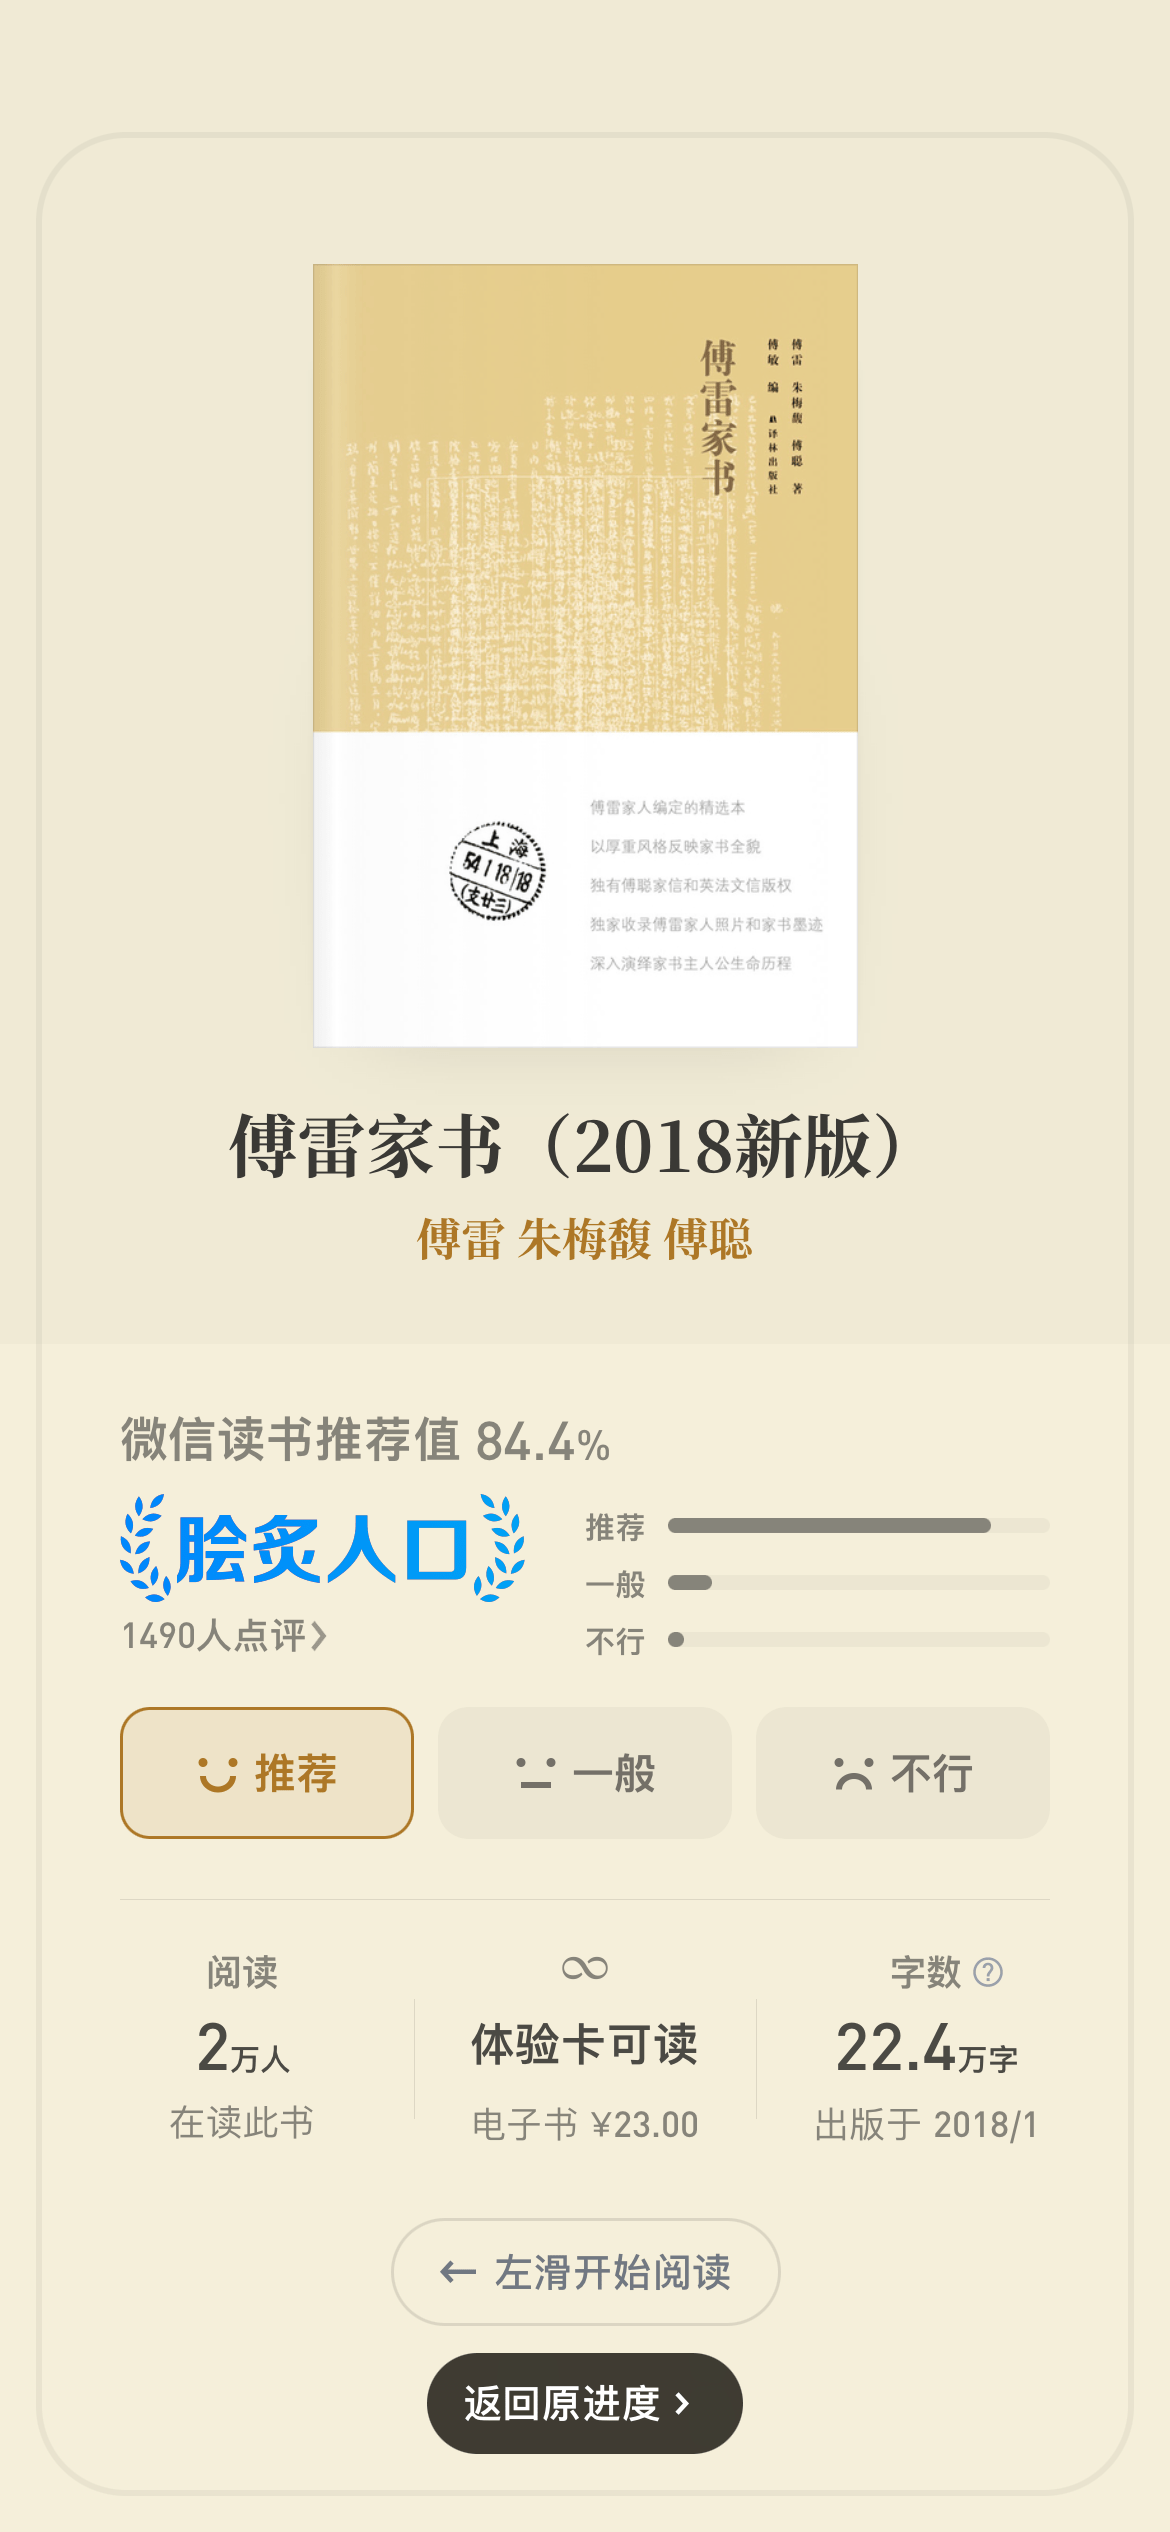 傅雷 朱梅馥 傅聪 著
傅敏 编 译林出版社
傅雷家书
傅雷家人编定的精选本
以厚重风格反映家书全貌
独有傅聪家信和英法文信版权
独家收录傅雷家人照片和家书墨迹
深入演绎家书主人公生命历程
上海
54 1 18/18
(支廿三)
傅雷家书（2018新版）
傅雷 朱梅馥 傅聪
微信读书推荐值 84.4%
脍炙人口
1490人点评
推荐
一般
不行
推荐
一般
不行
阅读
2万人
在读此书
体验卡可读
电子书 ¥23.00
字数
22.4万字
出版于 2018/1
← 左滑开始阅读
返回原进度 ›